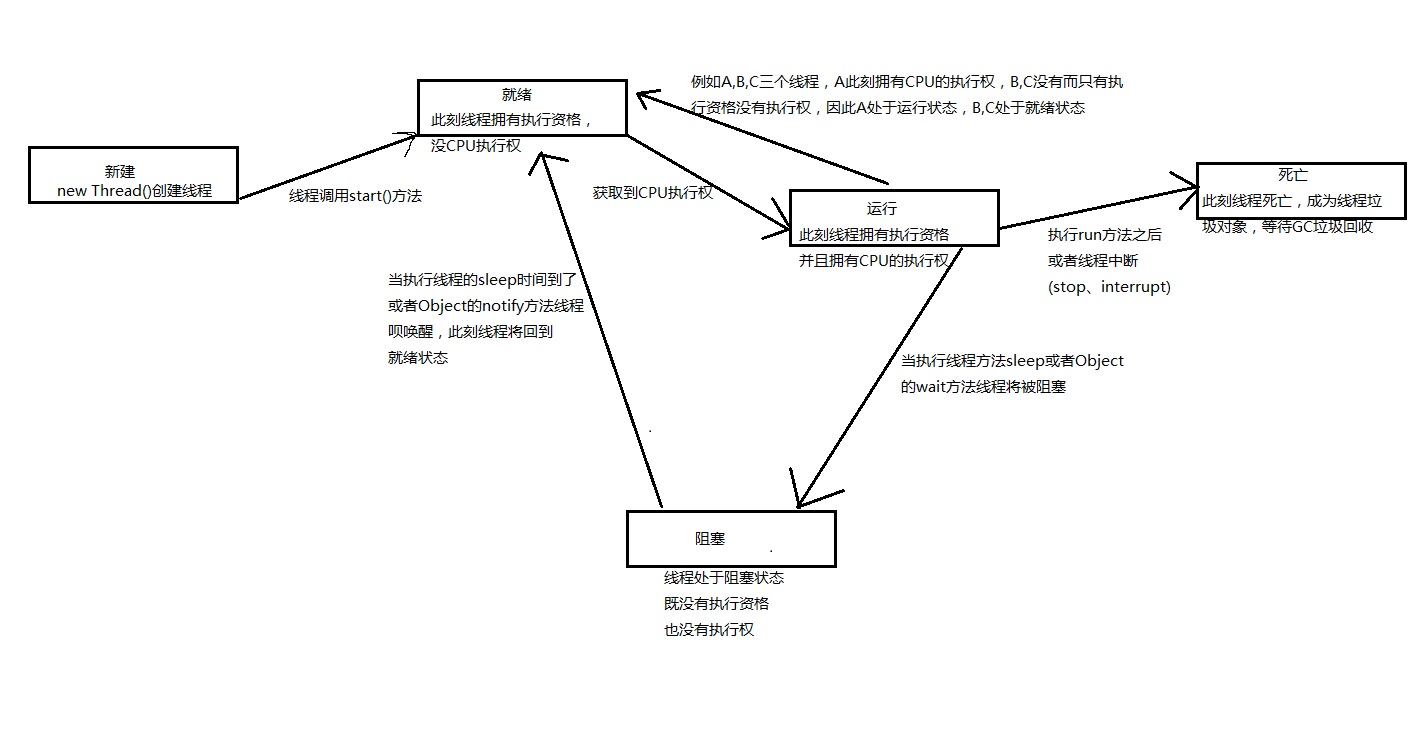 例如A,B,C三个线程，A此刻拥有CPU的执行权，B,C没有而只有执
行资格没有执行权，因此A处于运行状态，B,C处于就绪状态
就绪
此刻线程拥有执行资格，
没CPU执行权
新建
new Thread()创建线程
线程调用start()方法
获取到CPU执行权
运行
此刻线程拥有执行资格
并且拥有CPU的执行权
死亡
此刻线程死亡，成为线程垃
圾对象，等待GC垃圾回收
执行run方法之后
或者线程中断
(stop、interrupt)
当执行线程的sleep时间到了
或者Object的notify方法线程
呗唤醒，此刻线程将回到
就绪状态
当执行线程方法sleep或者Object
的wait方法线程将被阻塞
阻塞
线程处于阻塞状态
既没有执行资格
也没有执行权